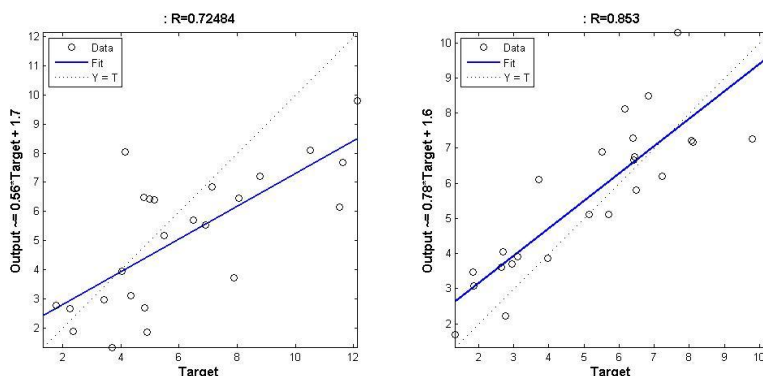 : R=0.72484
Data
Fit
Y = T
12
11
10
9
8
7
6
5
4
3
2
2
4
6
8
10
12
Output ~= 0.56*Target + 1.7
Target
: R=0.853
Data
Fit
Y = T
10
9
8
7
6
5
4
3
2
2
3
4
5
6
7
8
9
10
Output ~= 0.78*Target + 1.6
Target